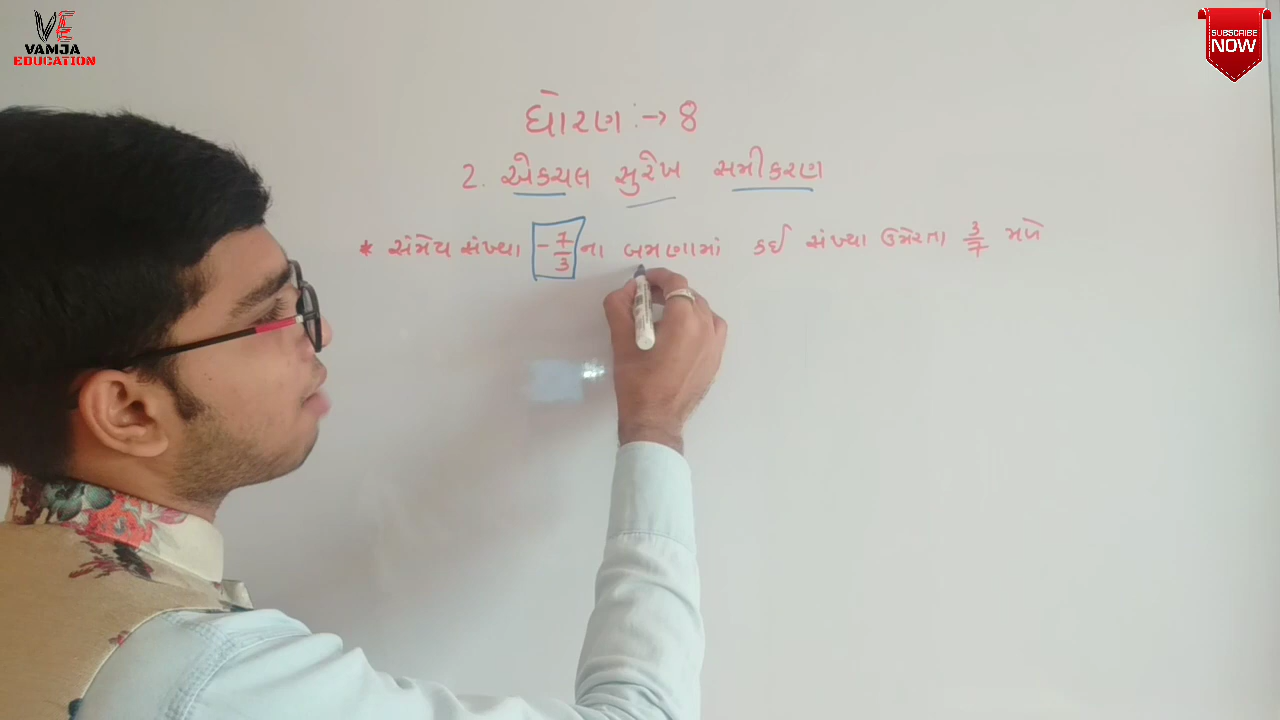 VE
VAMJA
EDUCATION
SUBSCRIBE
NOW
ધોરણ :→ 8
2. એકચલ સુરેખ સમીકરણ
* સંમેય સંખ્યા -7/3 ના બમણામાં કઈ સંખ્યા ઉમેરતા 3/7 મળે